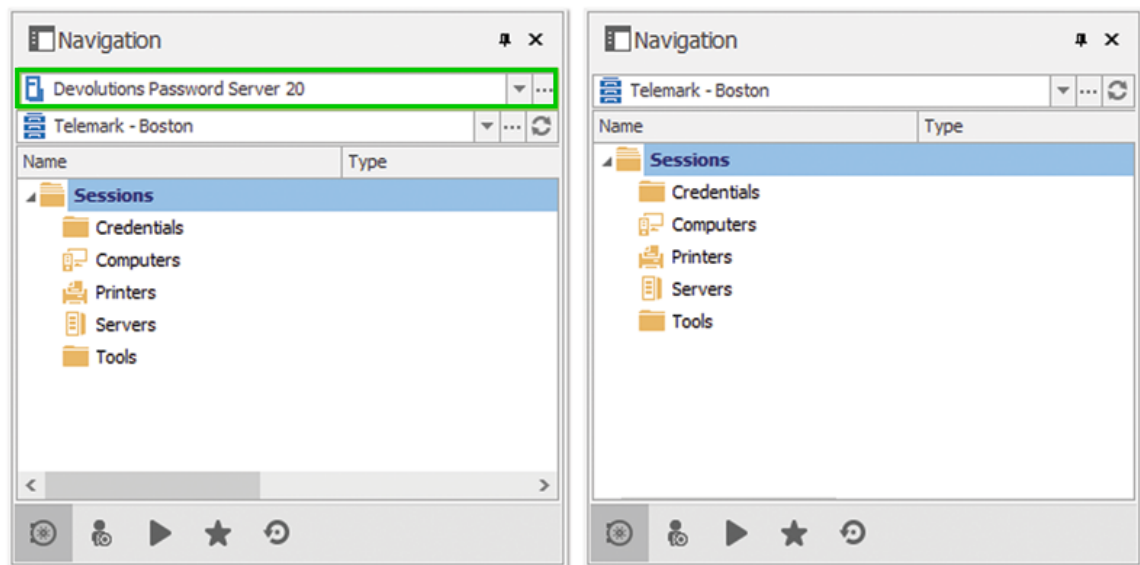 Navigation
Devolutions Password Server 20
Telemark - Boston
Name Type
Sessions
Credentials
Computers
Printers
Servers
Tools
Navigation
Telemark - Boston
Name Type
Sessions
Credentials
Computers
Printers
Servers
Tools